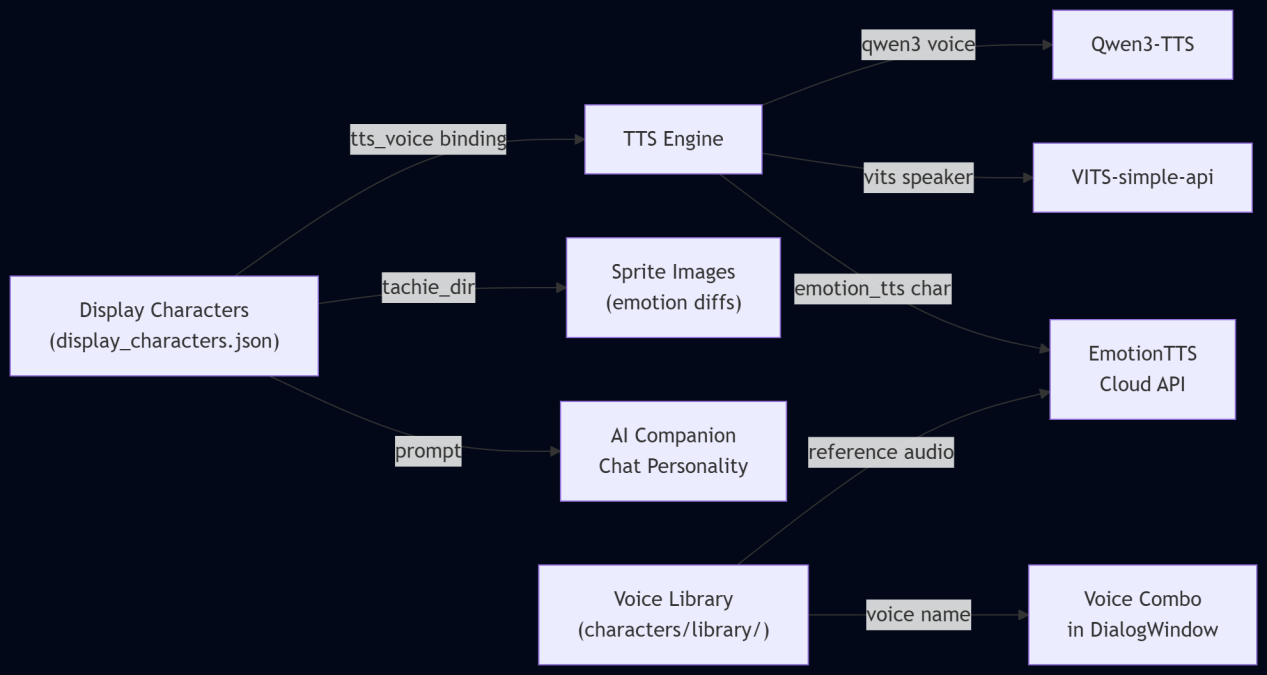 qwen3 voice
Qwen3-TTS
tts_voice binding
TTS Engine
vits speaker
VITS-simple-api
Display Characters
(display_characters.json)
tachie_dir
Sprite Images
(emotion diffs)
emotion_tts char
EmotionTTS
Cloud API
prompt
AI Companion
Chat Personality
reference audio
Voice Library
(characters/library/)
voice name
Voice Combo
in DialogWindow